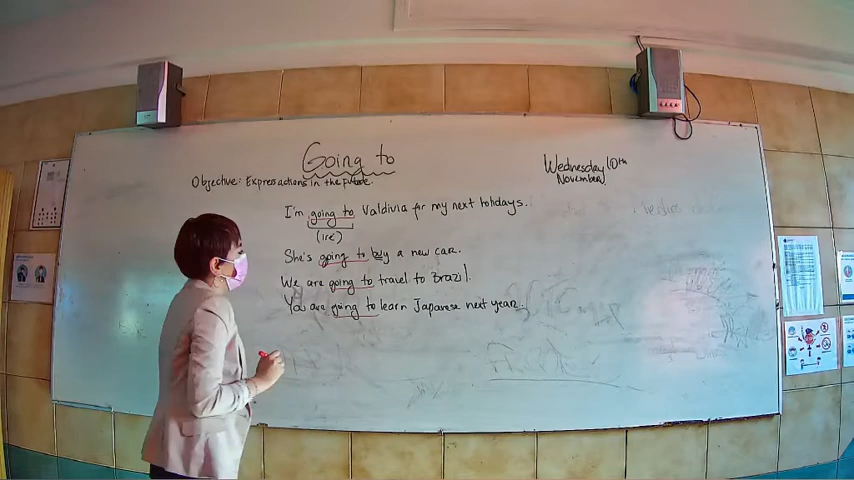 Going to
Wednesday 10th
November
Objective: Express actions in the future.
I'm going to Valdivia for my next holidays.
(ire)
She's going to buy a new car.
We are going to travel to Brazil.
You are going to learn Japanese next year.